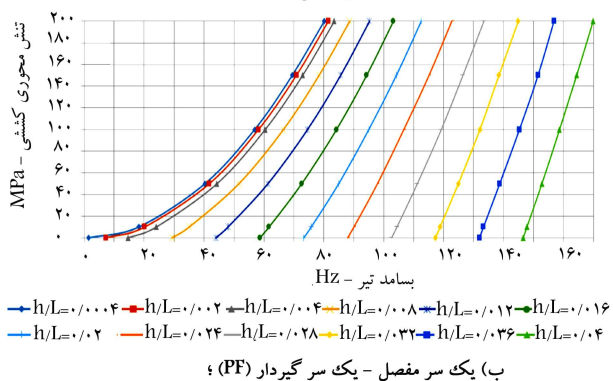 تنش محوری کششی - MPa
۲۰۰
۱۸۰
۱۶۰
۱۴۰
۱۲۰
۱۰۰
۸۰
۶۰
۴۰
۲۰
۰
۰ ۲۰ ۴۰ ۶۰ ۸۰ ۱۰۰ ۱۲۰ ۱۴۰ ۱۶۰
بسامد تیر - Hz
h/L=۰/۰۰۰۴ h/L=۰/۰۰۲ h/L=۰/۰۰۴ h/L=۰/۰۰۸ h/L=۰/۰۱۲ h/L=۰/۰۱۶
h/L=۰/۰۲ h/L=۰/۰۲۴ h/L=۰/۰۲۸ h/L=۰/۰۳۲ h/L=۰/۰۳۶ h/L=۰/۰۴
ب) یک سر مفصل - یک سر گیردار (PF) ؛